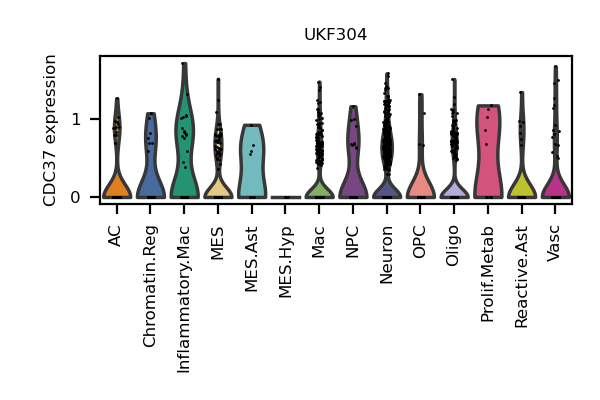 UKF304
CDC37 expression
1
0
AC
Chromatin.Reg
Inflammatory.Mac
MES
MES.Ast
MES.Hyp
Mac
NPC
Neuron
OPC
Oligo
Prolif.Metab
Reactive.Ast
Vasc